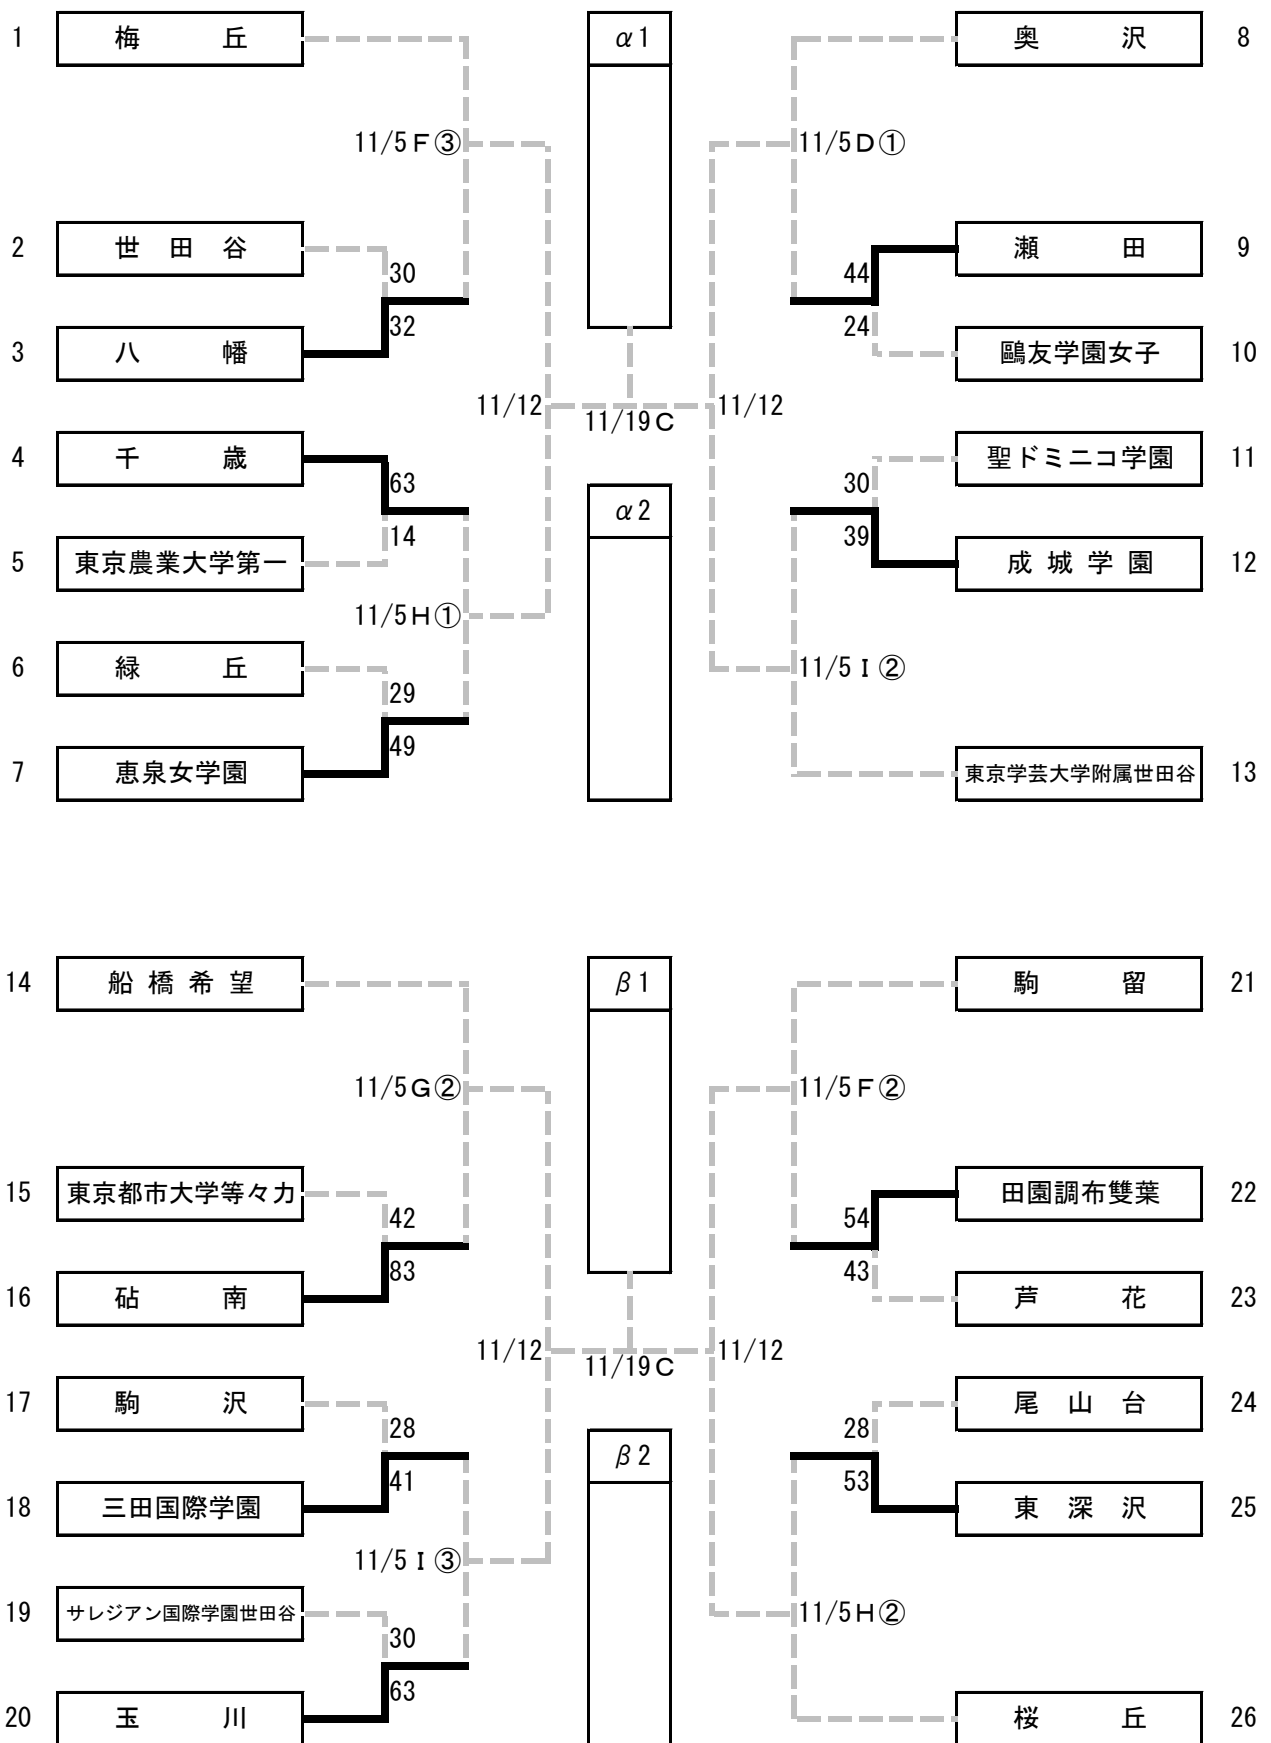 1 梅丘
α1
奥沢 8
11/5F③
11/5D①
2 世田谷
瀬田 9
30
44
32
24
3 八幡
鷗友学園女子 10
11/12
11/19C
11/12
4 千歳
聖ドミニコ学園 11
63
30
α2
14
39
5 東京農業大学第一
成城学園 12
11/5H①
6 緑丘
11/5I②
29
49
7 恵泉女学園
東京学芸大学附属世田谷 13
14 船橋希望
β1
駒留 21
11/5G②
11/5F②
15 東京都市大学等々力
田園調布雙葉 22
42
54
83
43
16 砧南
芦花 23
11/12
11/19C
11/12
17 駒沢
尾山台 24
28
28
β2
41
53
18 三田国際学園
東深沢 25
11/5I③
19 サレジアン国際学園世田谷
11/5H②
30
63
20 玉川
桜丘 26